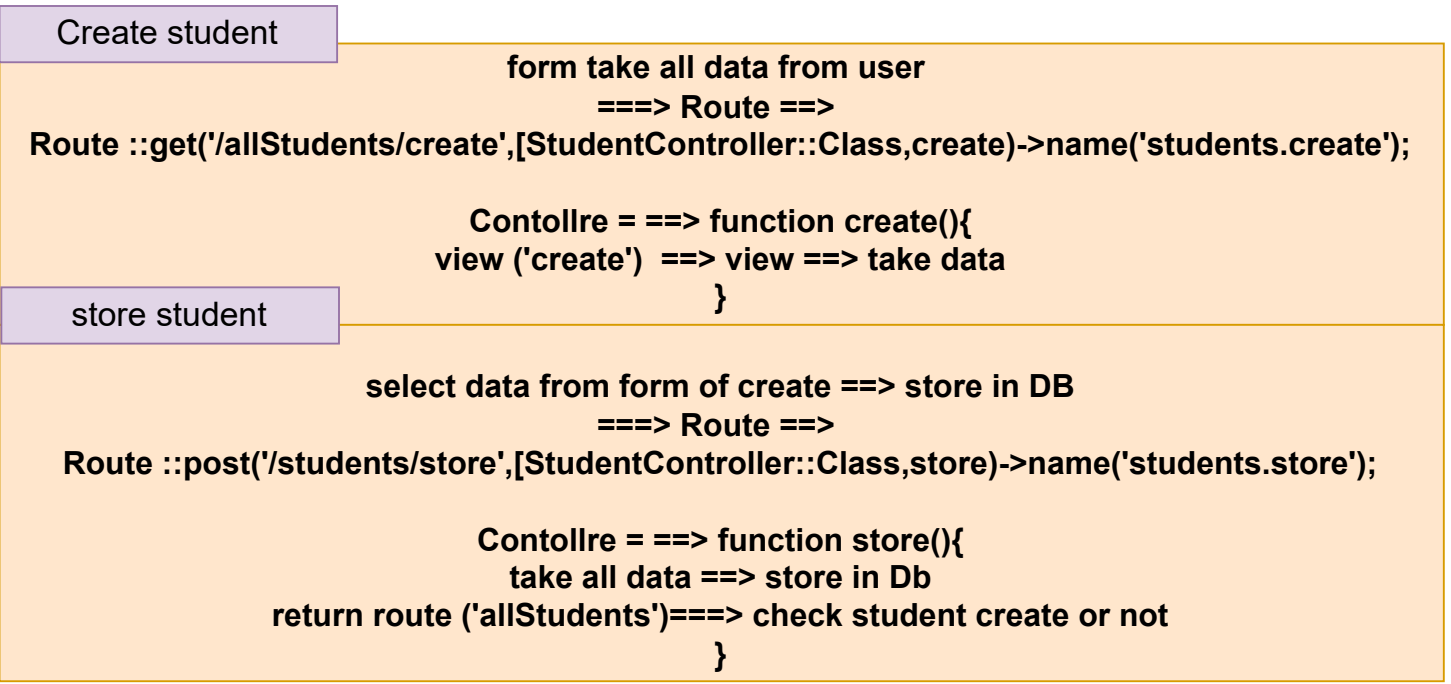 Create student
form take all data from user
===> Route ==>
Route ::get('/allStudents/create',[StudentController::Class,create)->name('students.create');
Contollre = ==> function create(){
view ('create')  ==> view ==> take data
}
store student
select data from form of create ==> store in DB
===> Route ==>
Route ::post('/students/store',[StudentController::Class,store)->name('students.store');
Contollre = ==> function store(){
take all data ==> store in Db
return route ('allStudents')===> check student create or not
}